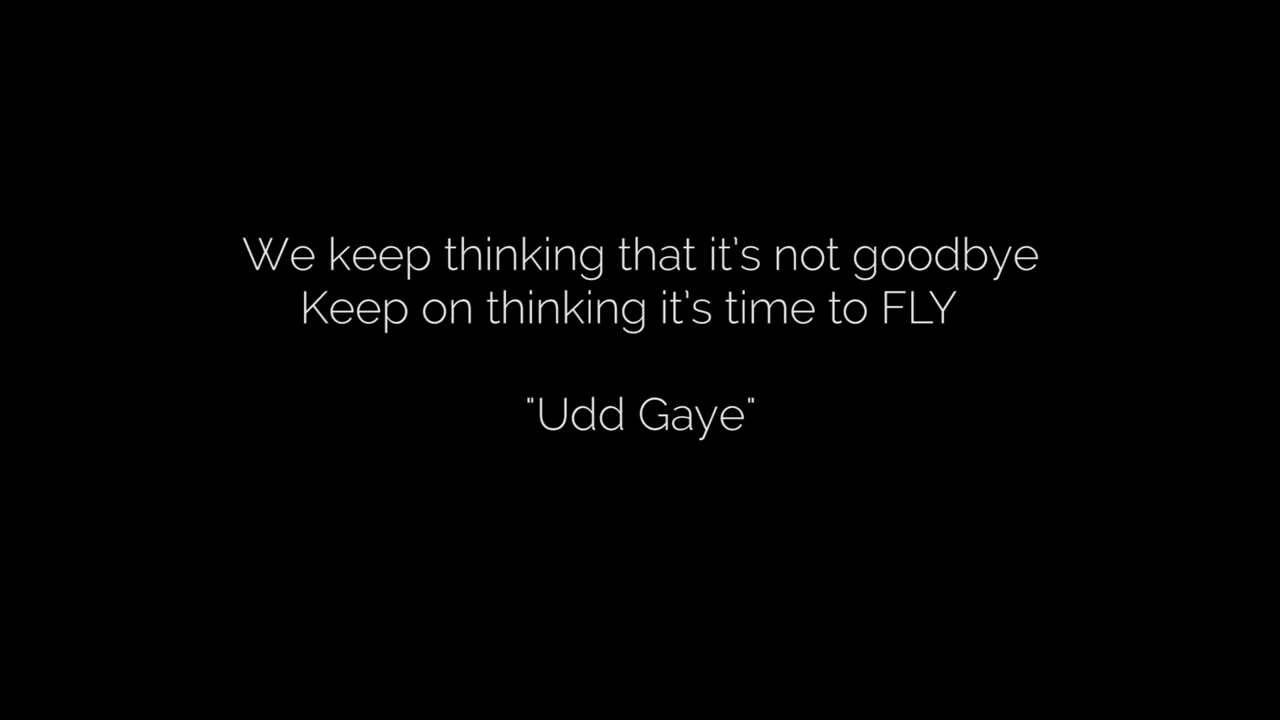 We keep thinking that it's not goodbye
Keep on thinking it's time to FLY
"Udd Gaye"